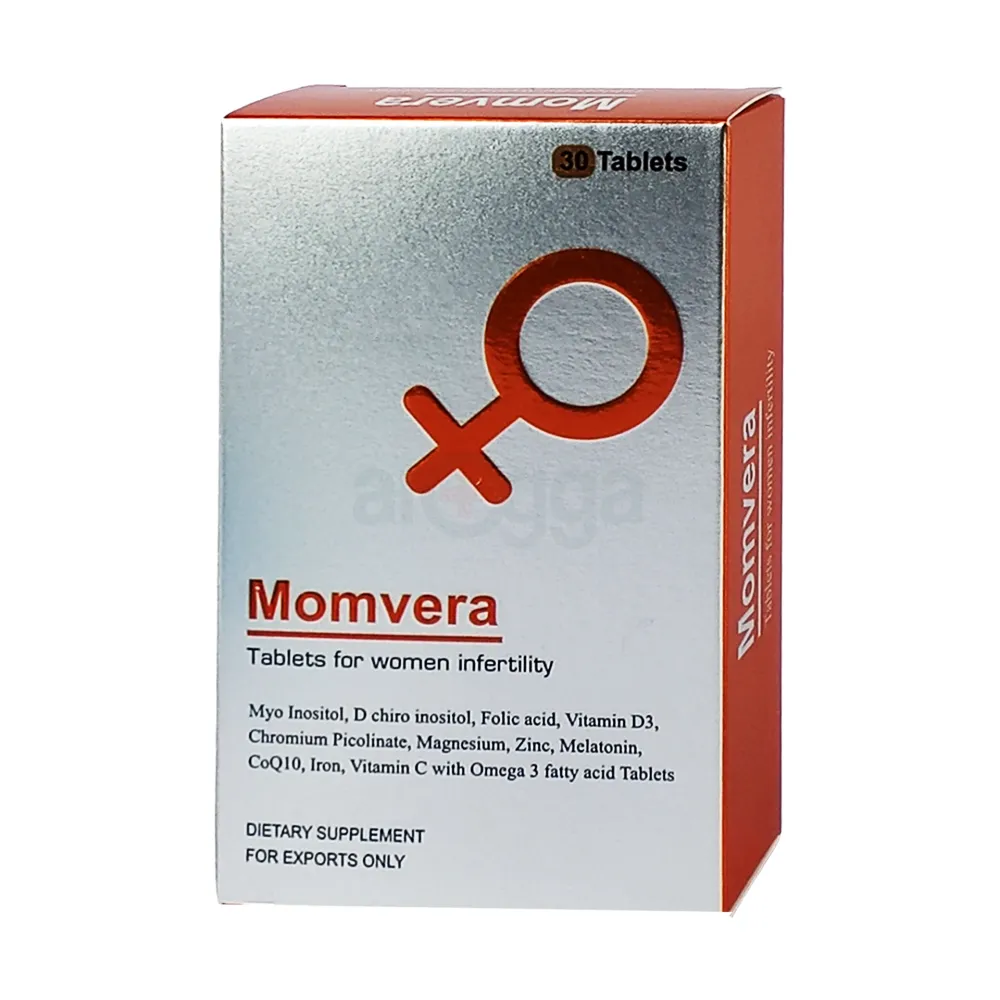 Momvera
30 Tablets
arogga
Momvera
Tablets for women infertility
Myo Inositol, D chiro inositol, Folic acid, Vitamin D3,
Chromium Picolinate, Magnesium, Zinc, Melatonin,
CoQ10, Iron, Vitamin C with Omega 3 fatty acid Tablets
DIETARY SUPPLEMENT
FOR EXPORTS ONLY
Momvera
Tablets for women infertility